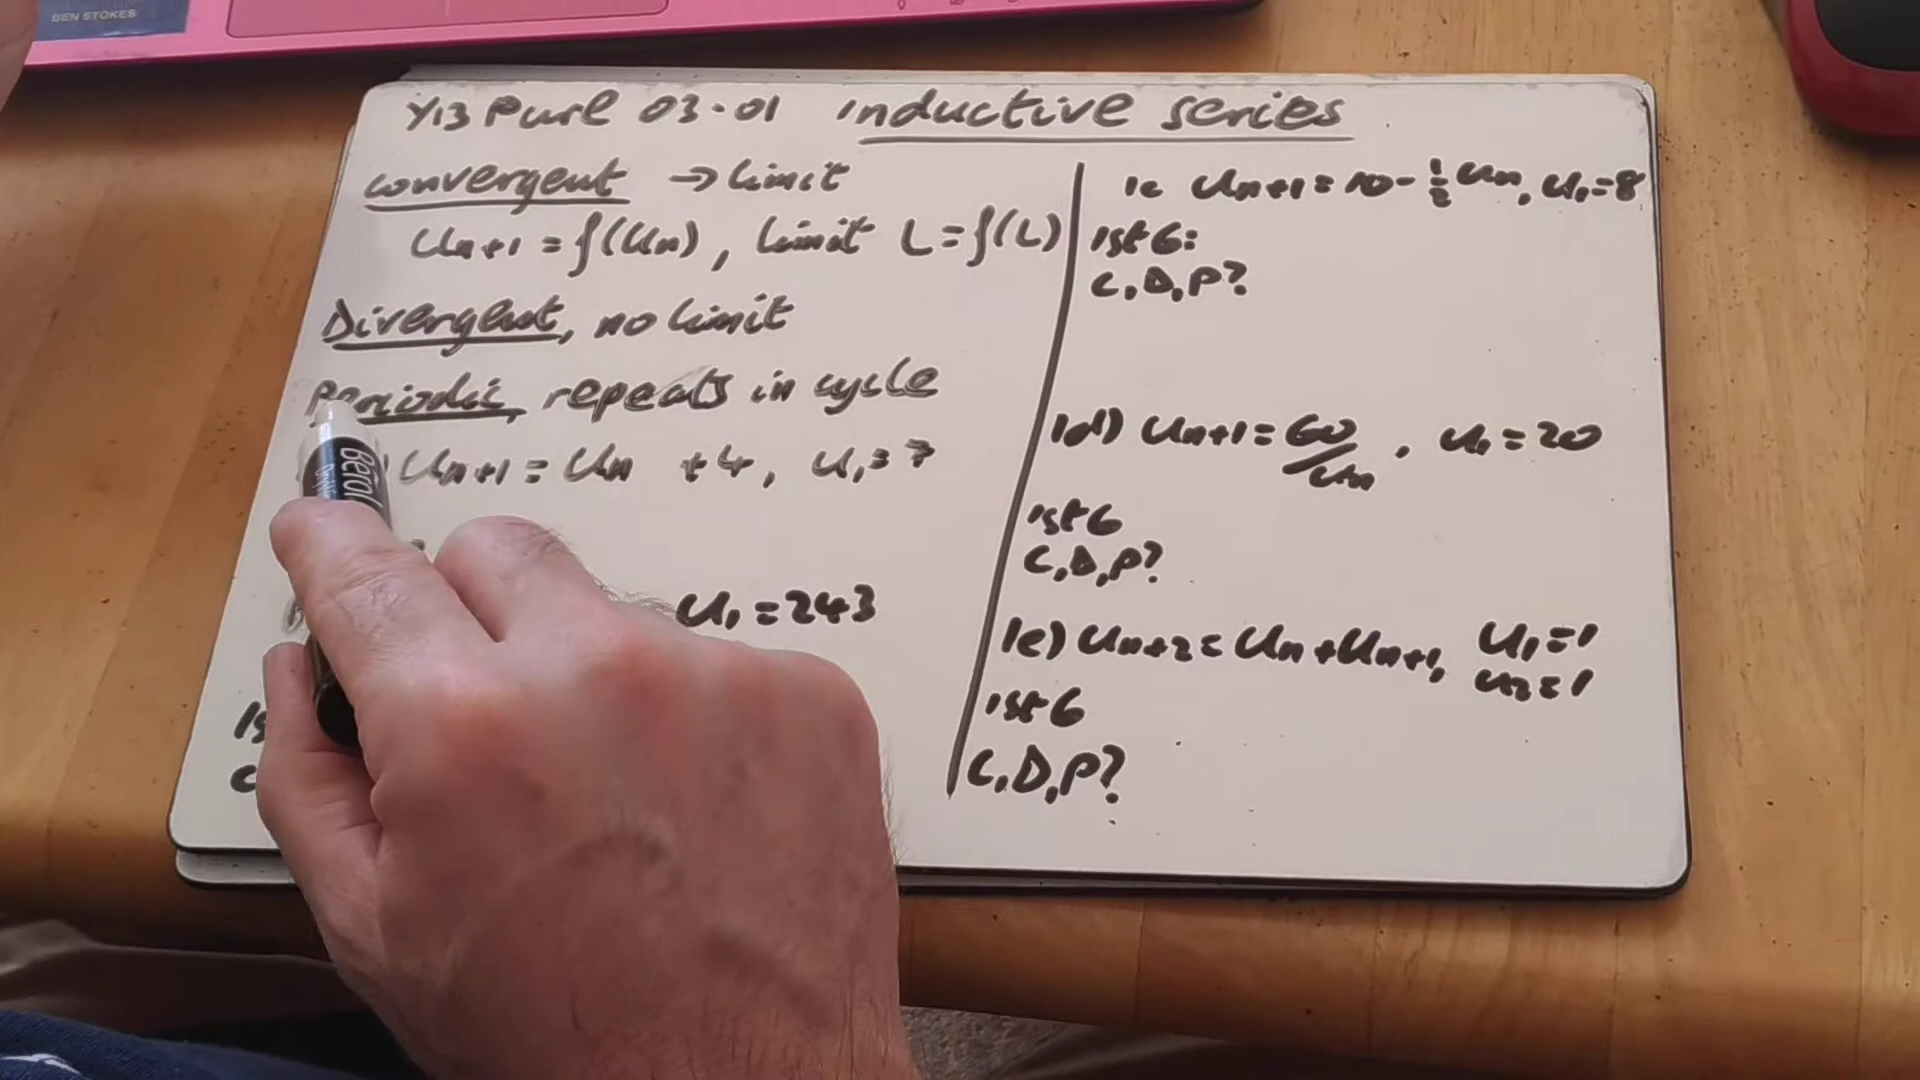 BEN STOKES
Y13 Pure 03.01 Inductive series
Convergent → limit
Un+1 = f(Un), limit L = f(L)
Divergent, no limit
Periodic, repeats in cycle
Un+1 = Un +4, U1=7
U1=243
1c Un+1 = 10 - 1/2 Un, U1=8
1st 6:
C,D,P?
1d) Un+1 = 60/Un, U1 = 20
1st 6
C,D,P?
1e) Un+2 = Un + Un+1, U1=1
U2=1
1st 6
C,D,P?